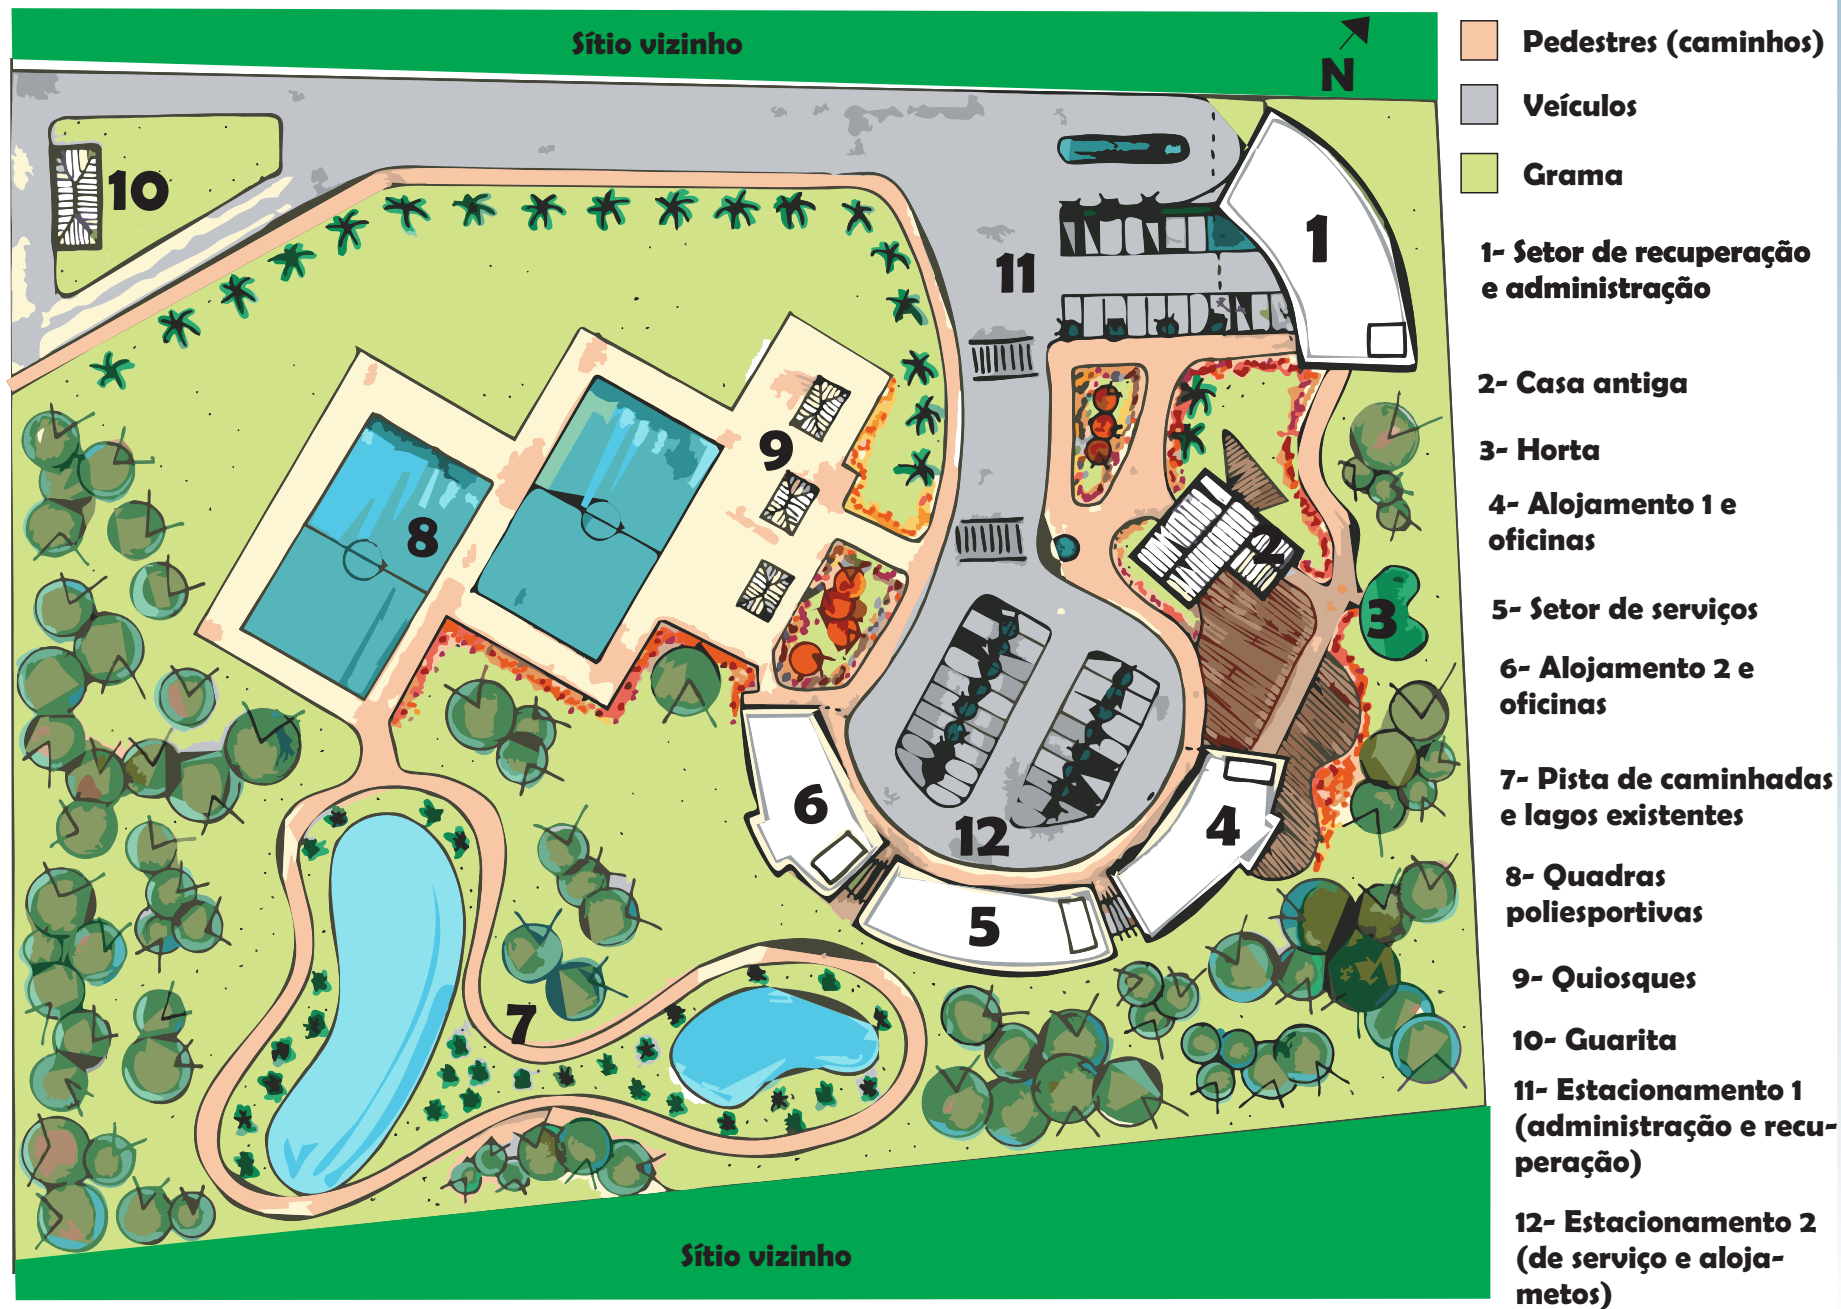 Sítio vizinho
N
10
11
1
9
8
2
3
6
12
4
5
7
Sítio vizinho
Pedestres (caminhos)
Veículos
Grama
1- Setor de recuperação
e administração
2- Casa antiga
3- Horta
4- Alojamento 1 e
oficinas
5- Setor de serviços
6- Alojamento 2 e
oficinas
7- Pista de caminhadas
e lagos existentes
8- Quadras
poliesportivas
9- Quiosques
10- Guarita
11- Estacionamento 1
(administração e recu-
peração)
12- Estacionamento 2
(de serviço e aloja-
metos)